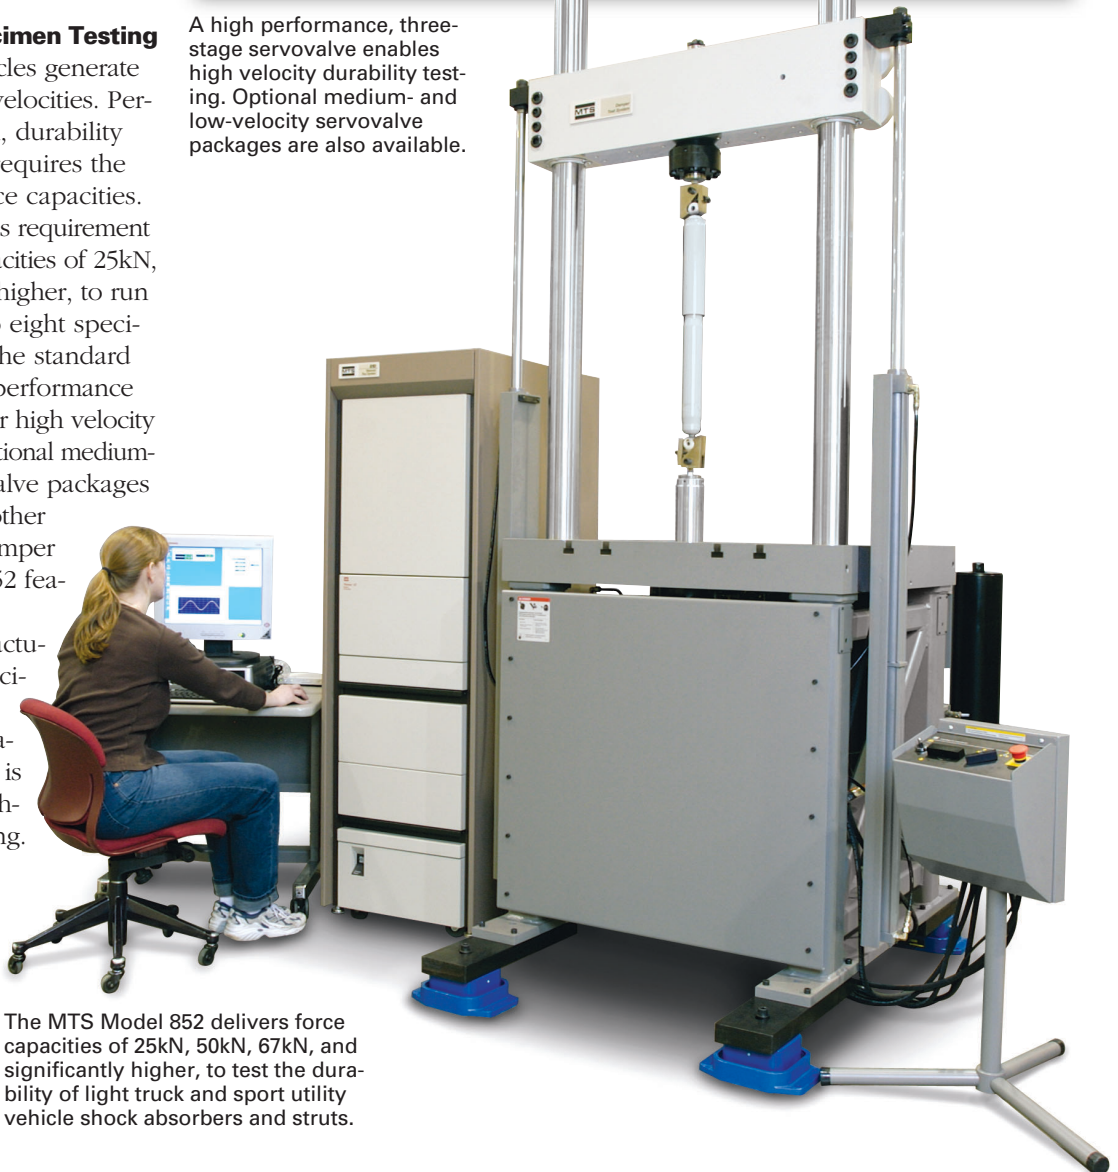 cimen Testing
cles generate
velocities. Per-
, durability
requires the
ce capacities.
s requirement
acities of 25kN,
higher, to run
o eight speci-
he standard
performance
r high velocity
tional medium-
alve packages
other
mper
52 fea-
actu-
ci-
a-
is
h-
ng.
A high performance, three-
stage servovalve enables
high velocity durability test-
ing. Optional medium- and
low-velocity servovalve
packages are also available.
MTS
The MTS Model 852 delivers force
capacities of 25kN, 50kN, 67kN, and
significantly higher, to test the dura-
bility of light truck and sport utility
vehicle shock absorbers and struts.